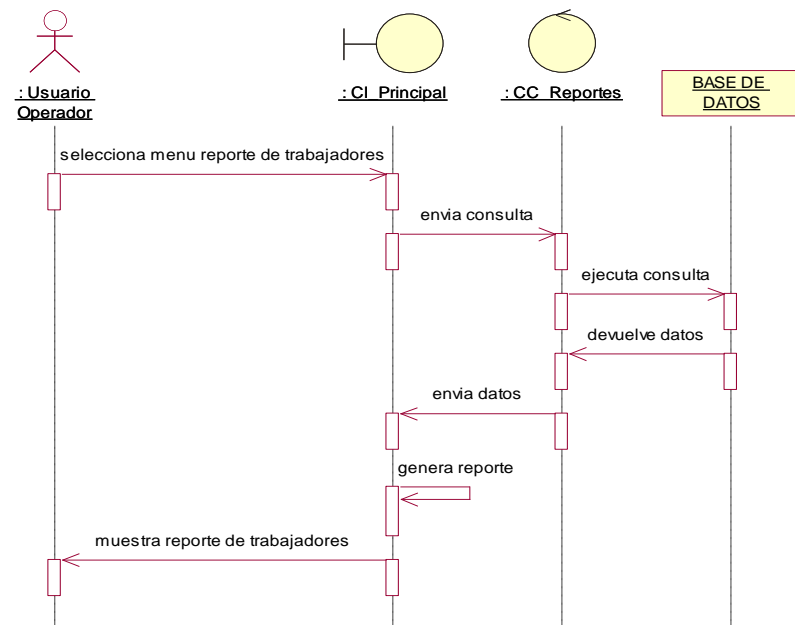 : Usuario
Operador
: CI_Principal
: CC_Reportes
BASE DE
DATOS
selecciona menu reporte de trabajadores
envia consulta
ejecuta consulta
devuelve datos
envia datos
genera reporte
muestra reporte de trabajadores